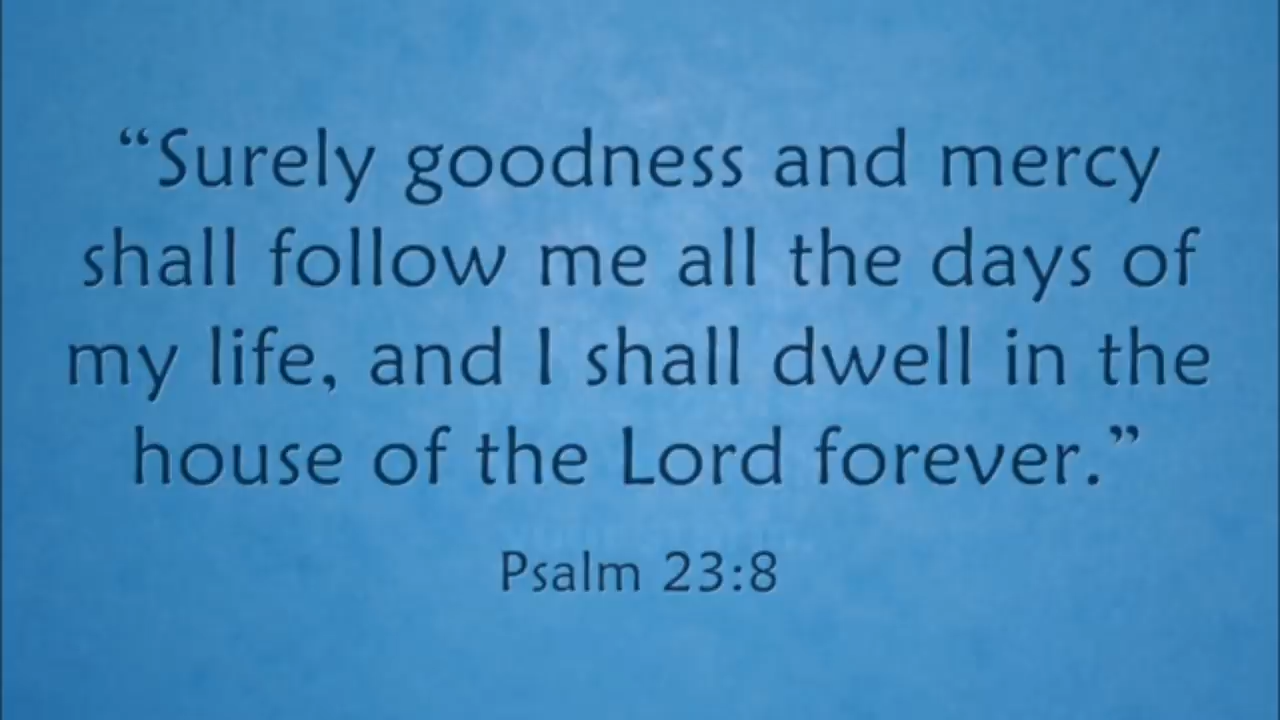 “Surely goodness and mercy
shall follow me all the days of
my life, and I shall dwell in the
house of the Lord forever.”
Psalm 23:8